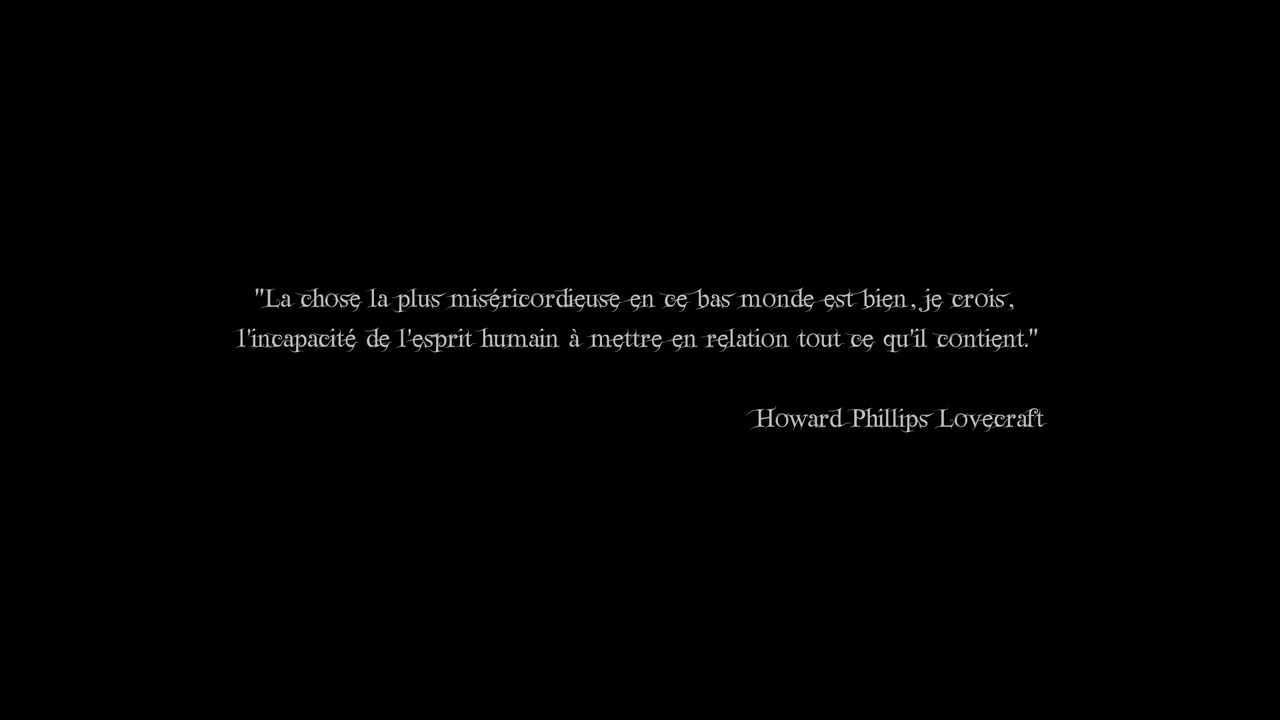 "La chose la plus miséricordieuse en ce bas monde est bien, je crois,
l'incapacité de l'esprit humain à mettre en relation tout ce qu'il contient."
Howard Phillips Lovecraft